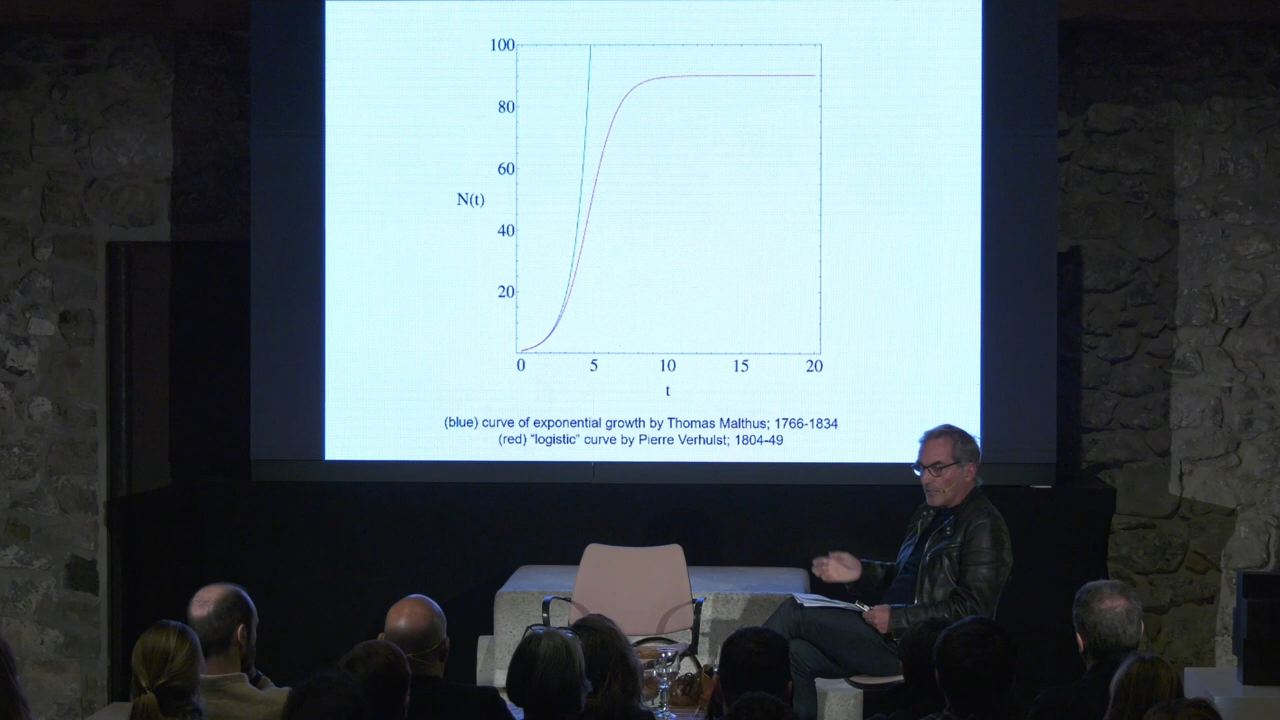 100
80
60
N(t)
40
20
0 5 10 15 20
t
(blue) curve of exponential growth by Thomas Malthus; 1766-1834
(red) "logistic" curve by Pierre Verhulst; 1804-49